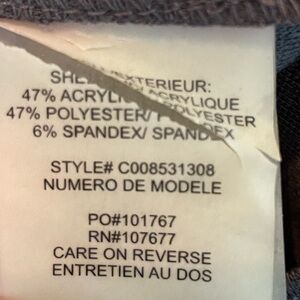 EXTERIEUR:
47% ACRYLIC/ ACRYLIQUE
47% POLYESTER/ POLYESTER
6% SPANDEX/ SPANDEX
STYLE# C008531308
NUMERO DE MODELE
PO#101767
RN#107677
CARE ON REVERSE
ENTRETIEN AU DOS